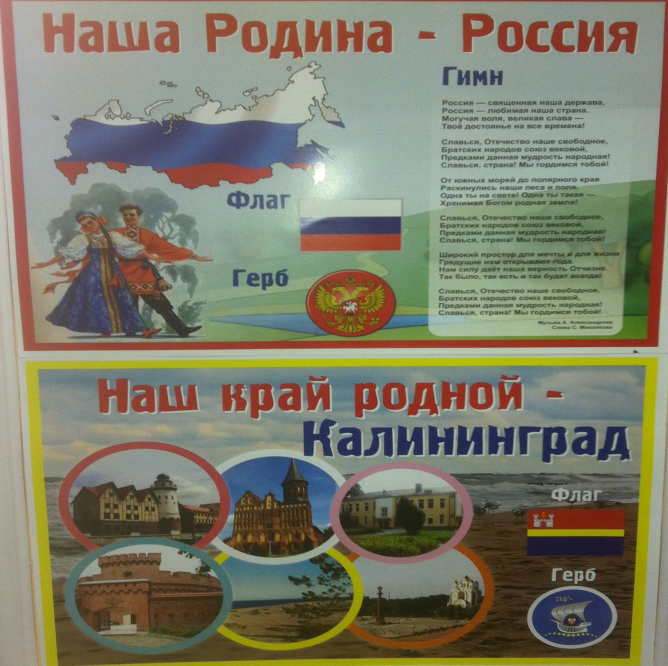 Наша Родина - Россия
Гимн
Россия — священная наша держава,
Россия — любимая наша страна.
Могучая воля, великая слава —
Твоё достоянье на все времена!
Славься, Отечество наше свободное,
Братских народов союз вековой,
Предками данная мудрость народная!
Славься, страна! Мы гордимся тобой!
От южных морей до полярного края
Раскинулись наши леса и поля.
Одна ты на свете! Одна ты такая —
Хранимая Богом родная земля!
Славься, Отечество наше свободное,
Братских народов союз вековой,
Предками данная мудрость народная!
Славься, страна! Мы гордимся тобой!
Широкий простор для мечты и для жизни
Грядущие нам открывают года.
Нам силу даёт наша верность Отчизне.
Так было, так есть и так будет всегда!
Славься, Отечество наше свободное,
Братских народов союз вековой,
Предками данная мудрость народная!
Славься, страна! Мы гордимся тобой!
Музыка А. Александрова
Слова С. Михалкова
Флаг
Герб
Наш край родной -
Калининград
Флаг
Герб